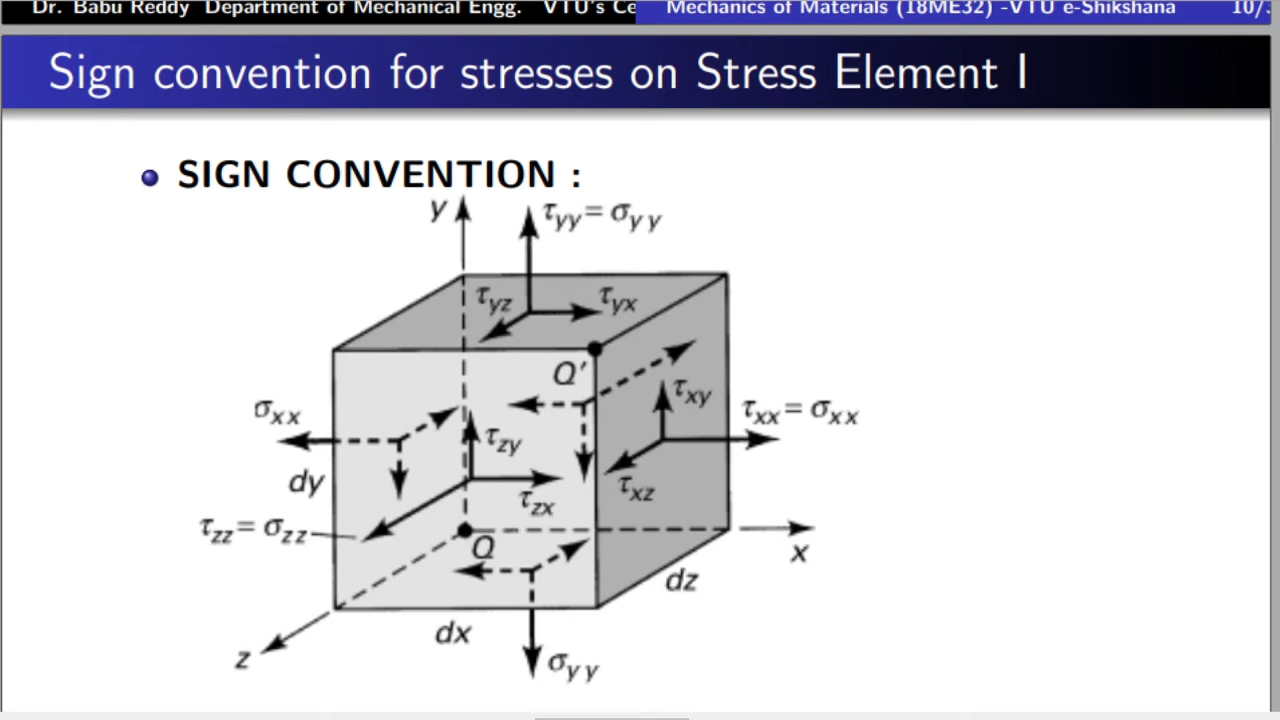 Dr. Babu Reddy Department of Mechanical Engg. VTU's Ce
Mechanics of Materials (18ME32) -VTU e-Shikshana 10/
Sign convention for stresses on Stress Element I
SIGN CONVENTION :
y
τyy = σyy
τyz
τyx
Q′
σxx
τxy
τxx = σxx
τzy
dy
τxz
τzx
τzz = σzz
Q
x
dz
dx
z
σyy